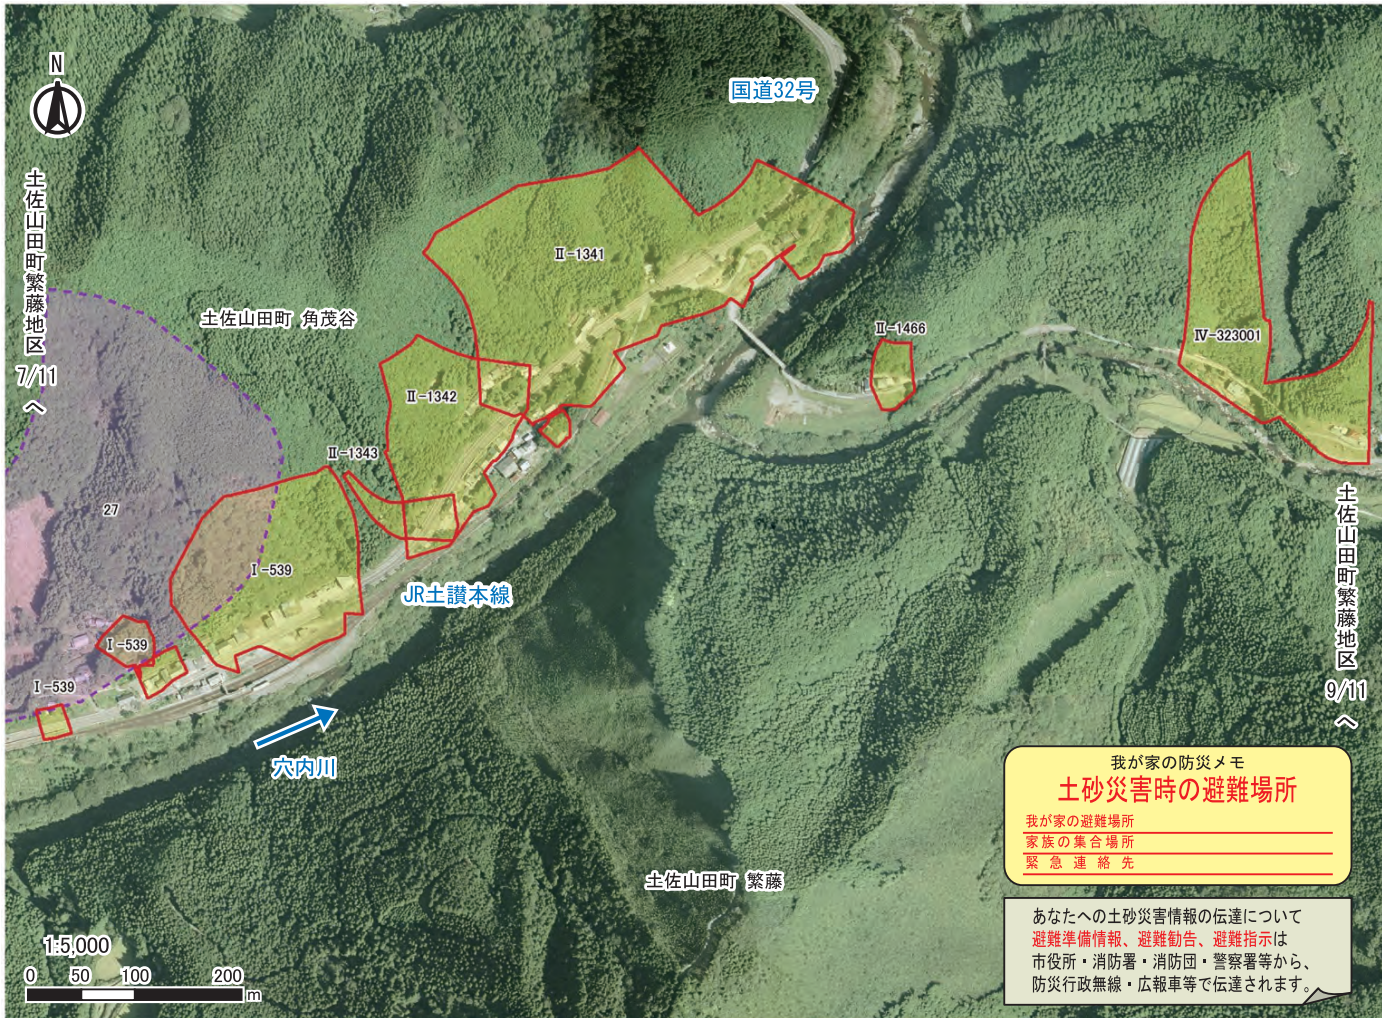 N
国道32号
土佐山田町繁藤地区
7/11
へ
土佐山田町 角茂谷
Ⅱ-1341
Ⅱ-1466
Ⅳ-323001
Ⅱ-1342
Ⅱ-1343
27
Ⅰ-539
JR土讃本線
Ⅰ-539
Ⅰ-539
穴内川
土佐山田町繁藤地区
9/11
へ
土佐山田町 繁藤
1:5,000
0 50 100 200
m
我が家の防災メモ
土砂災害時の避難場所
我が家の避難場所
家族の集合場所
緊急連絡先
あなたへの土砂災害情報の伝達について
避難準備情報、避難勧告、避難指示は
市役所・消防署・消防団・警察署等から、
防災行政無線・広報車等で伝達されます。